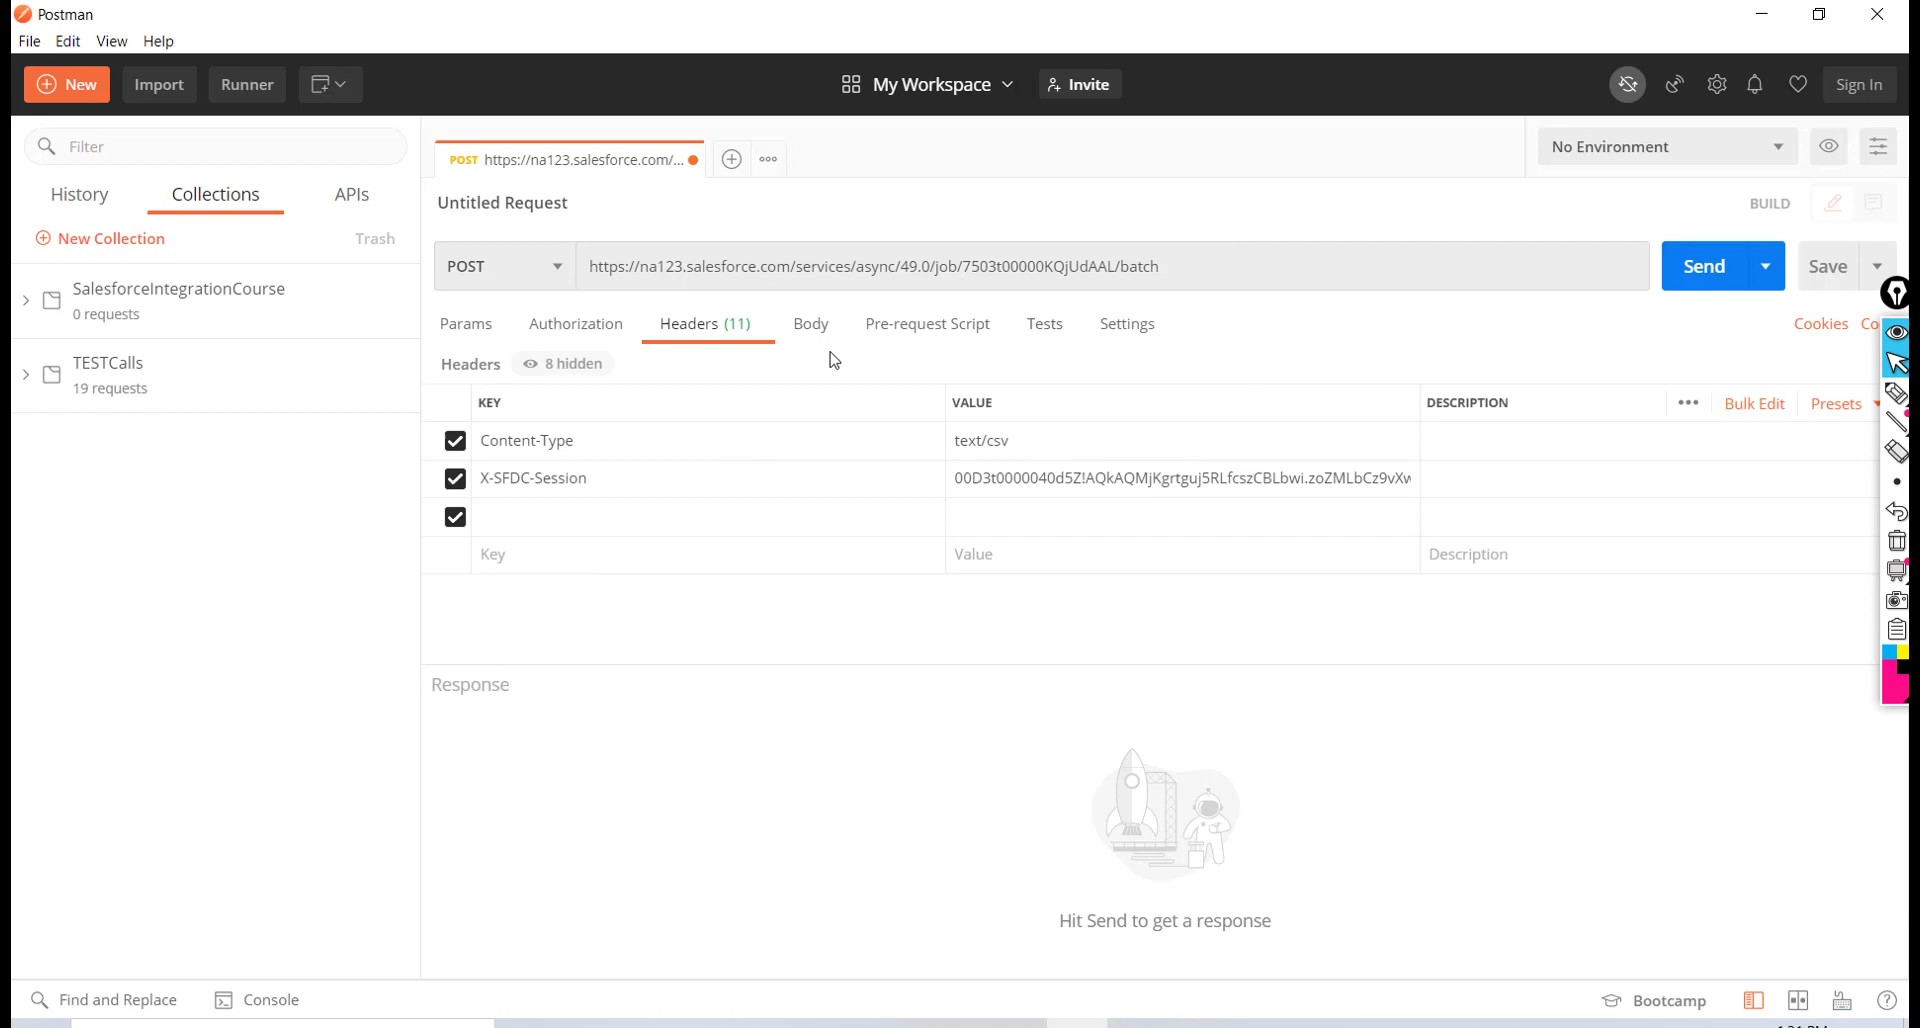 Postman
File Edit View Help
New Import Runner My Workspace Invite Sign In
Filter
POST https://na123.salesforce.com/...
No Environment
History Collections APIs
Untitled Request
BUILD
New Collection Trash
POST https://na123.salesforce.com/services/async/49.0/job/7503t00000KQjUdAAL/batch Send Save
SalesforceIntegrationCourse
0 requests
Params Authorization Headers (11) Body Pre-request Script Tests Settings Cookies Co
TESTCalls
19 requests
Headers 8 hidden
KEY VALUE DESCRIPTION ••• Bulk Edit Presets
Content-Type text/csv
X-SFDC-Session 00D3t0000040d5Z!AQkAQMjKgrtguj5RLfcszCBLbwi.zoZMLbCz9vXw
Key Value Description
Response
Hit Send to get a response
Find and Replace Console Bootcamp